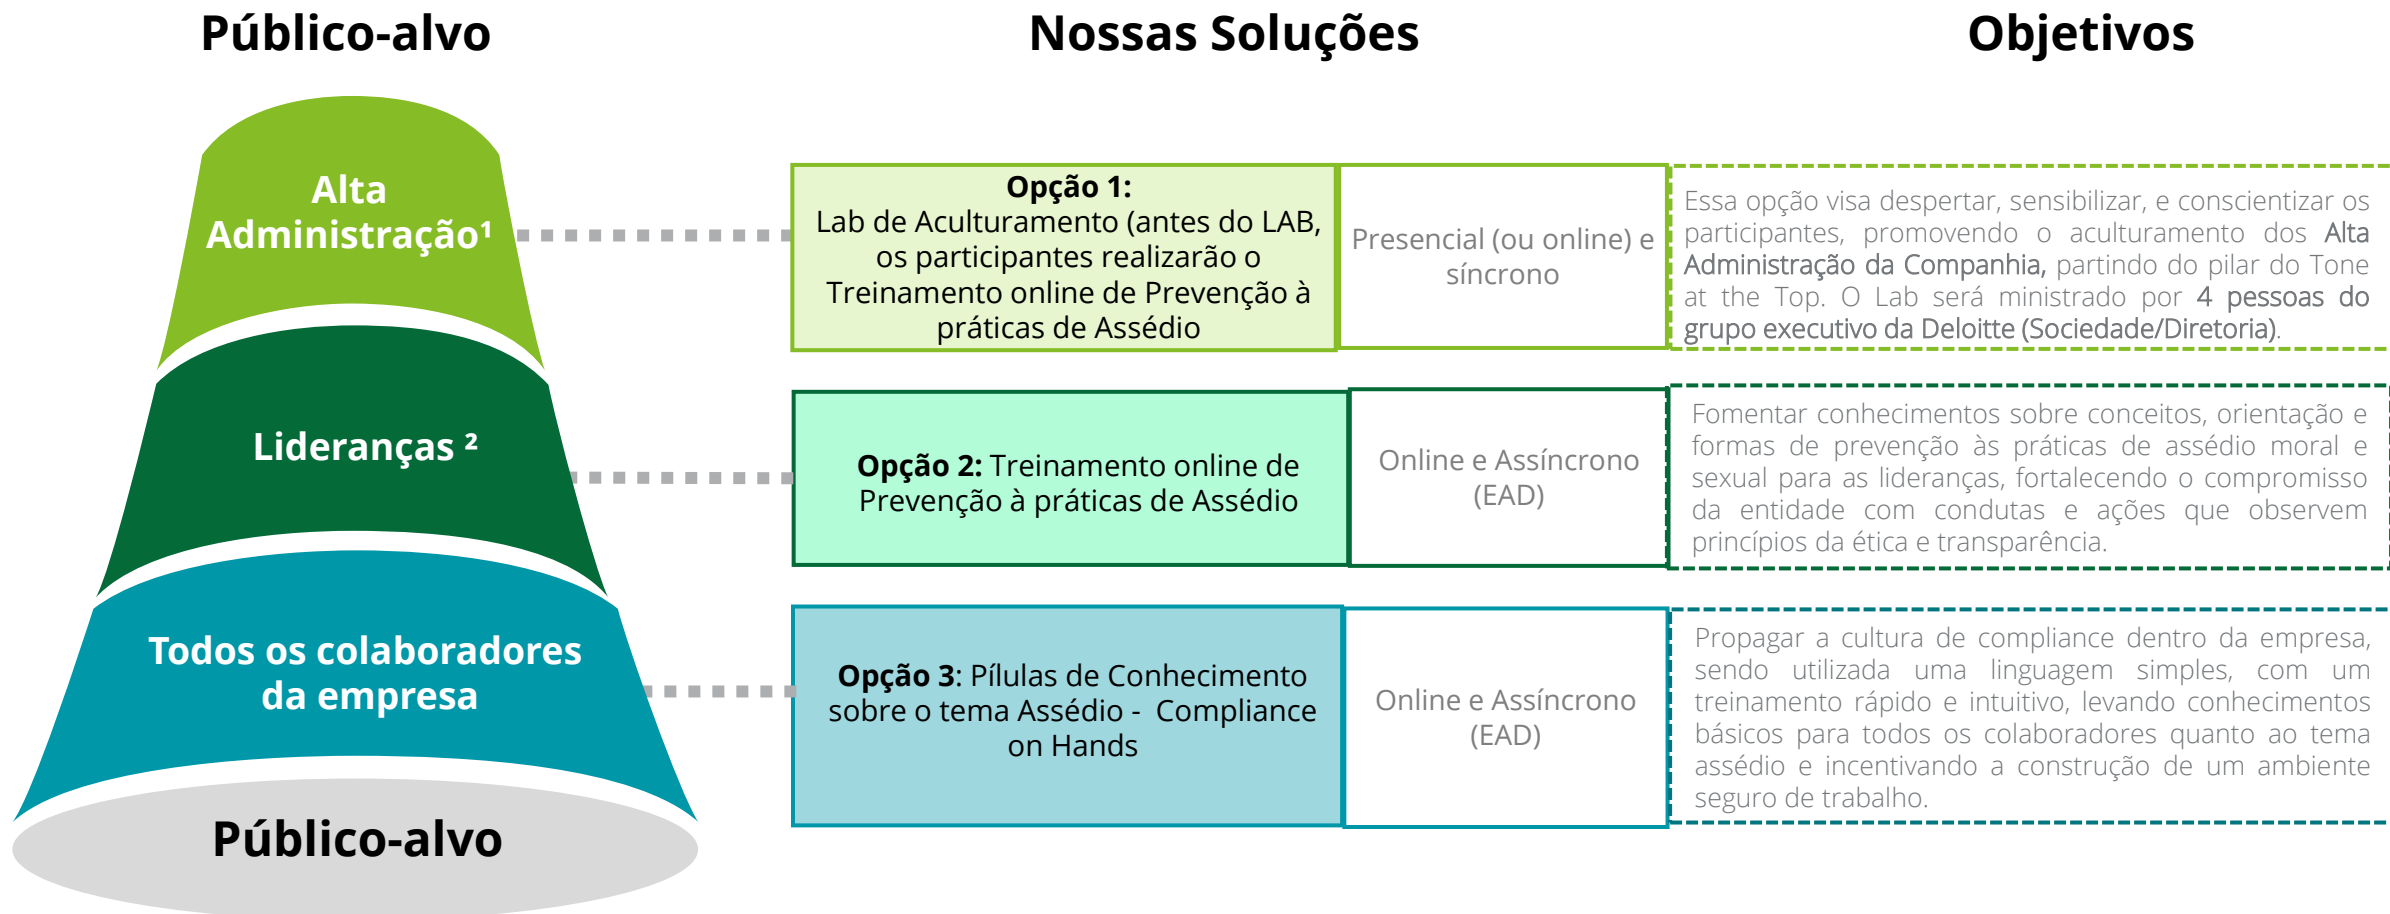 Público-alvo
Nossas Soluções
Objetivos
Alta
Administração¹
Opção 1:
Lab de Aculturamento (antes do LAB,
os participantes realizarão o
Treinamento online de Prevenção à
práticas de Assédio
Presencial (ou online) e
síncrono
Essa opção visa despertar, sensibilizar, e conscientizar os
participantes, promovendo o aculturamento dos Alta
Administração da Companhia, partindo do pilar do Tone
at the Top. O Lab será ministrado por 4 pessoas do
grupo executivo da Deloitte (Sociedade/Diretoria).
Lideranças ²
Opção 2: Treinamento online de
Prevenção à práticas de Assédio
Online e Assíncrono
(EAD)
Fomentar conhecimentos sobre conceitos, orientação e
formas de prevenção às práticas de assédio moral e
sexual para as lideranças, fortalecendo o compromisso
da entidade com condutas e ações que observem
princípios da ética e transparência.
Todos os colaboradores
da empresa
Opção 3: Pílulas de Conhecimento
sobre o tema Assédio - Compliance
on Hands
Online e Assíncrono
(EAD)
Propagar a cultura de compliance dentro da empresa,
sendo utilizada uma linguagem simples, com um
treinamento rápido e intuitivo, levando conhecimentos
básicos para todos os colaboradores quanto ao tema
assédio e incentivando a construção de um ambiente
seguro de trabalho.
Público-alvo